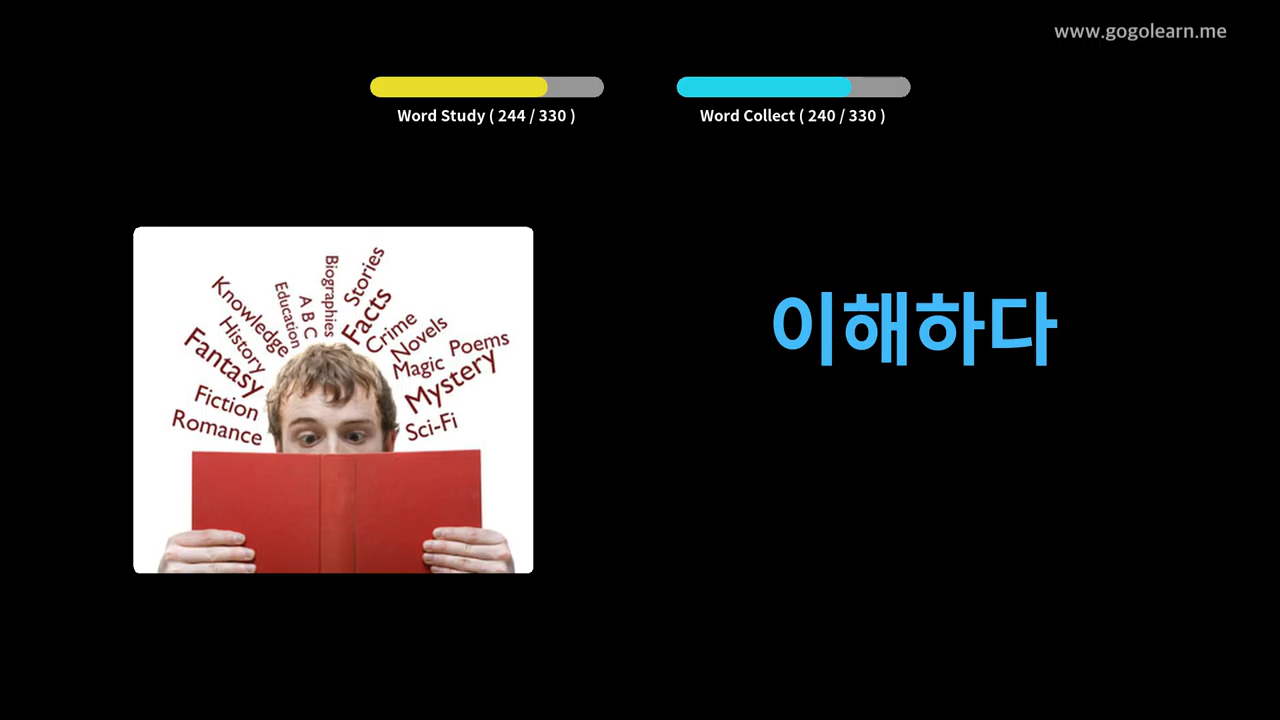 www.gogolearn.me
Word Study ( 244 / 330 )
Word Collect ( 240 / 330 )
이해하다
Knowledge
History
Fantasy
Fiction
Romance
Education
A B C
Biographies
Stories
Facts
Crime
Novels
Magic
Poems
Mystery
Sci-Fi